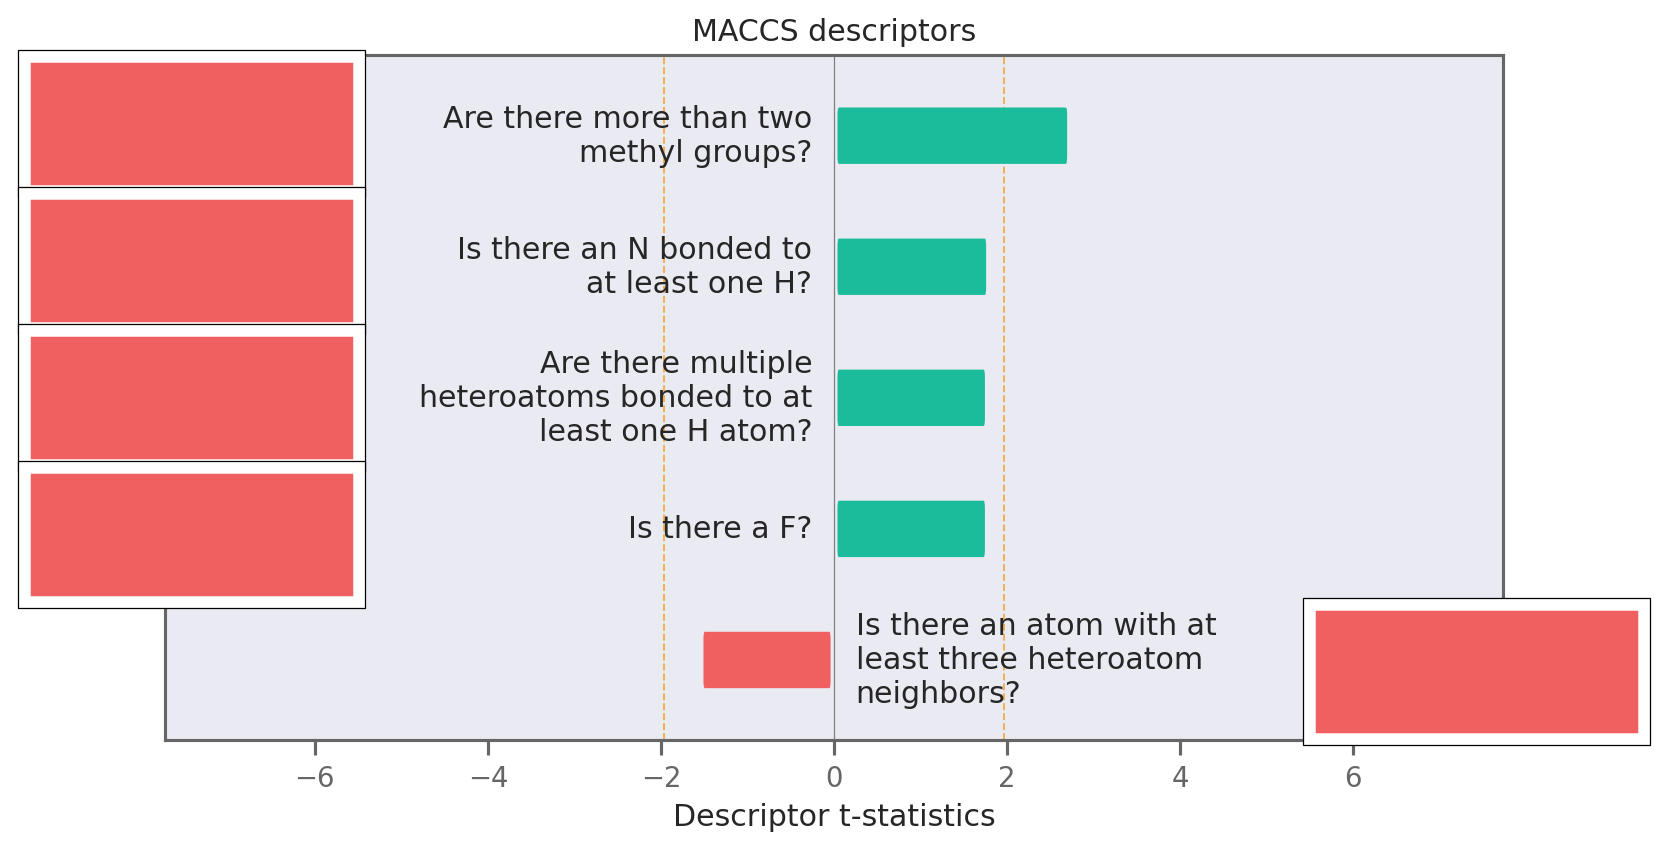 MACCS descriptors
Are there more than two
methyl groups?
Is there an N bonded to
at least one H?
Are there multiple
heteroatoms bonded to at
least one H atom?
Is there a F?
Is there an atom with at
least three heteroatom
neighbors?
−6 −4 −2 0 2 4 6
Descriptor t-statistics